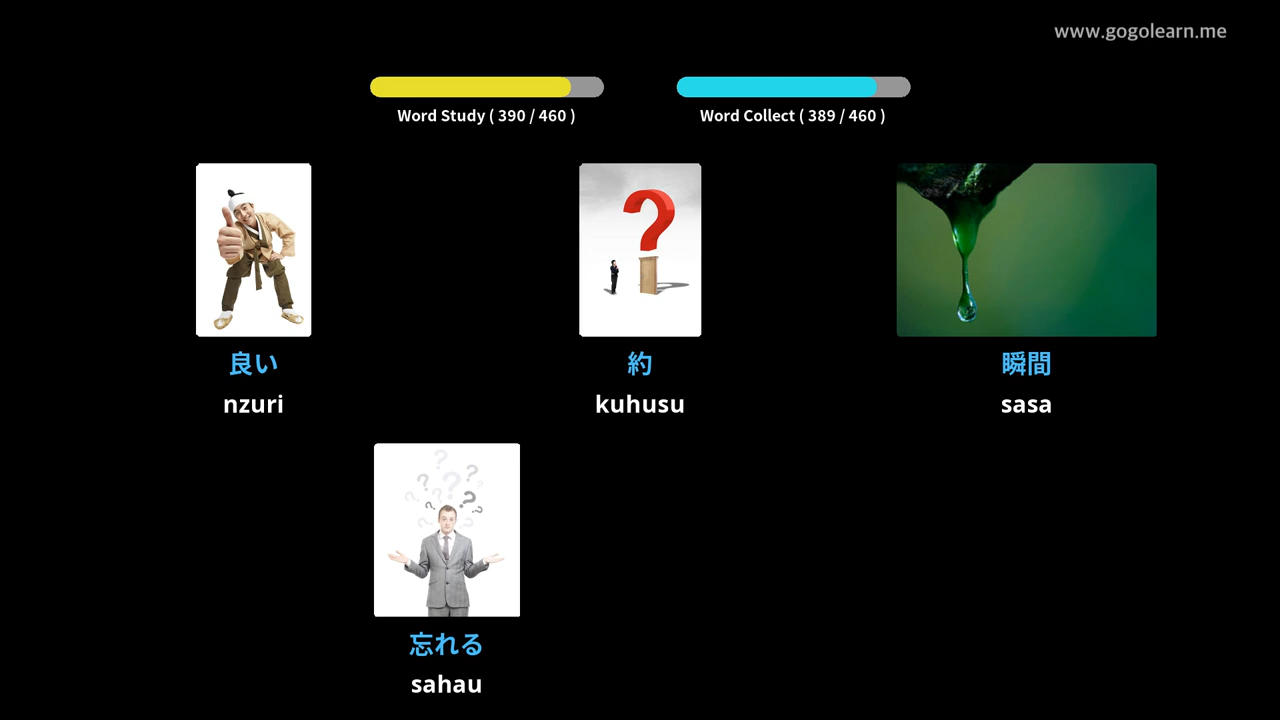 www.gogolearn.me
Word Study ( 390 / 460 )
Word Collect ( 389 / 460 )
良い
nzuri
約
kuhusu
瞬間
sasa
忘れる
sahau